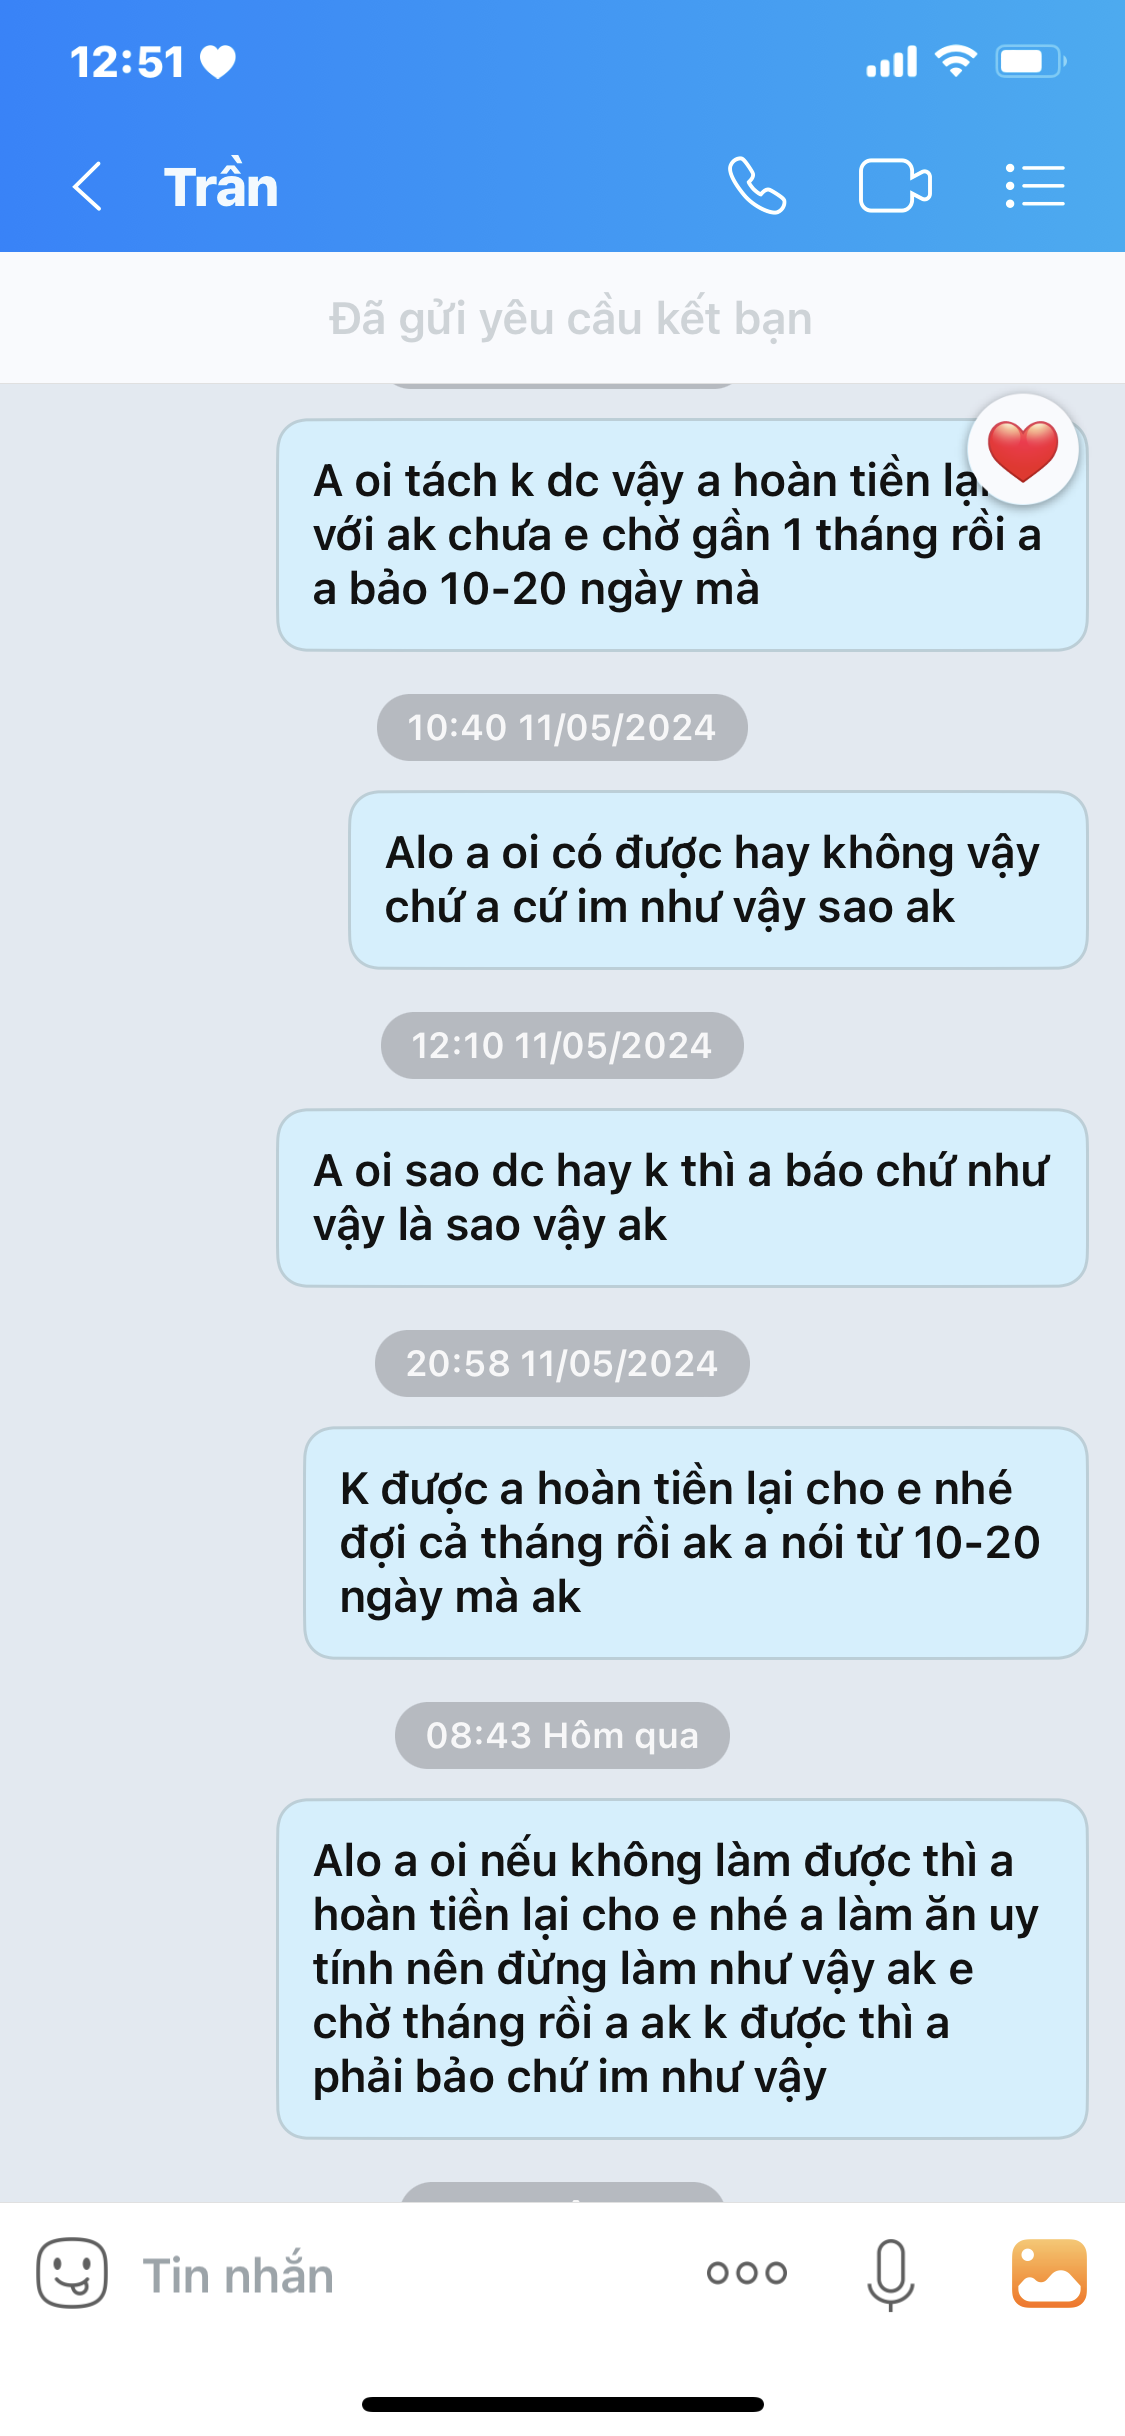 12:51
Trần
Đã gửi yêu cầu kết bạn
A oi tách k dc vậy a hoàn tiền lại
với ak chưa e chờ gần 1 tháng rồi a
a bảo 10-20 ngày mà
10:40 11/05/2024
Alo a oi có được hay không vậy
chứ a cứ im như vậy sao ak
12:10 11/05/2024
A oi sao dc hay k thì a báo chứ như
vậy là sao vậy ak
20:58 11/05/2024
K được a hoàn tiền lại cho e nhé
đợi cả tháng rồi ak a nói từ 10-20
ngày mà ak
08:43 Hôm qua
Alo a oi nếu không làm được thì a
hoàn tiền lại cho e nhé a làm ăn uy
tính nên đừng làm như vậy ak e
chờ tháng rồi a ak k được thì a
phải bảo chứ im như vậy
Tin nhắn